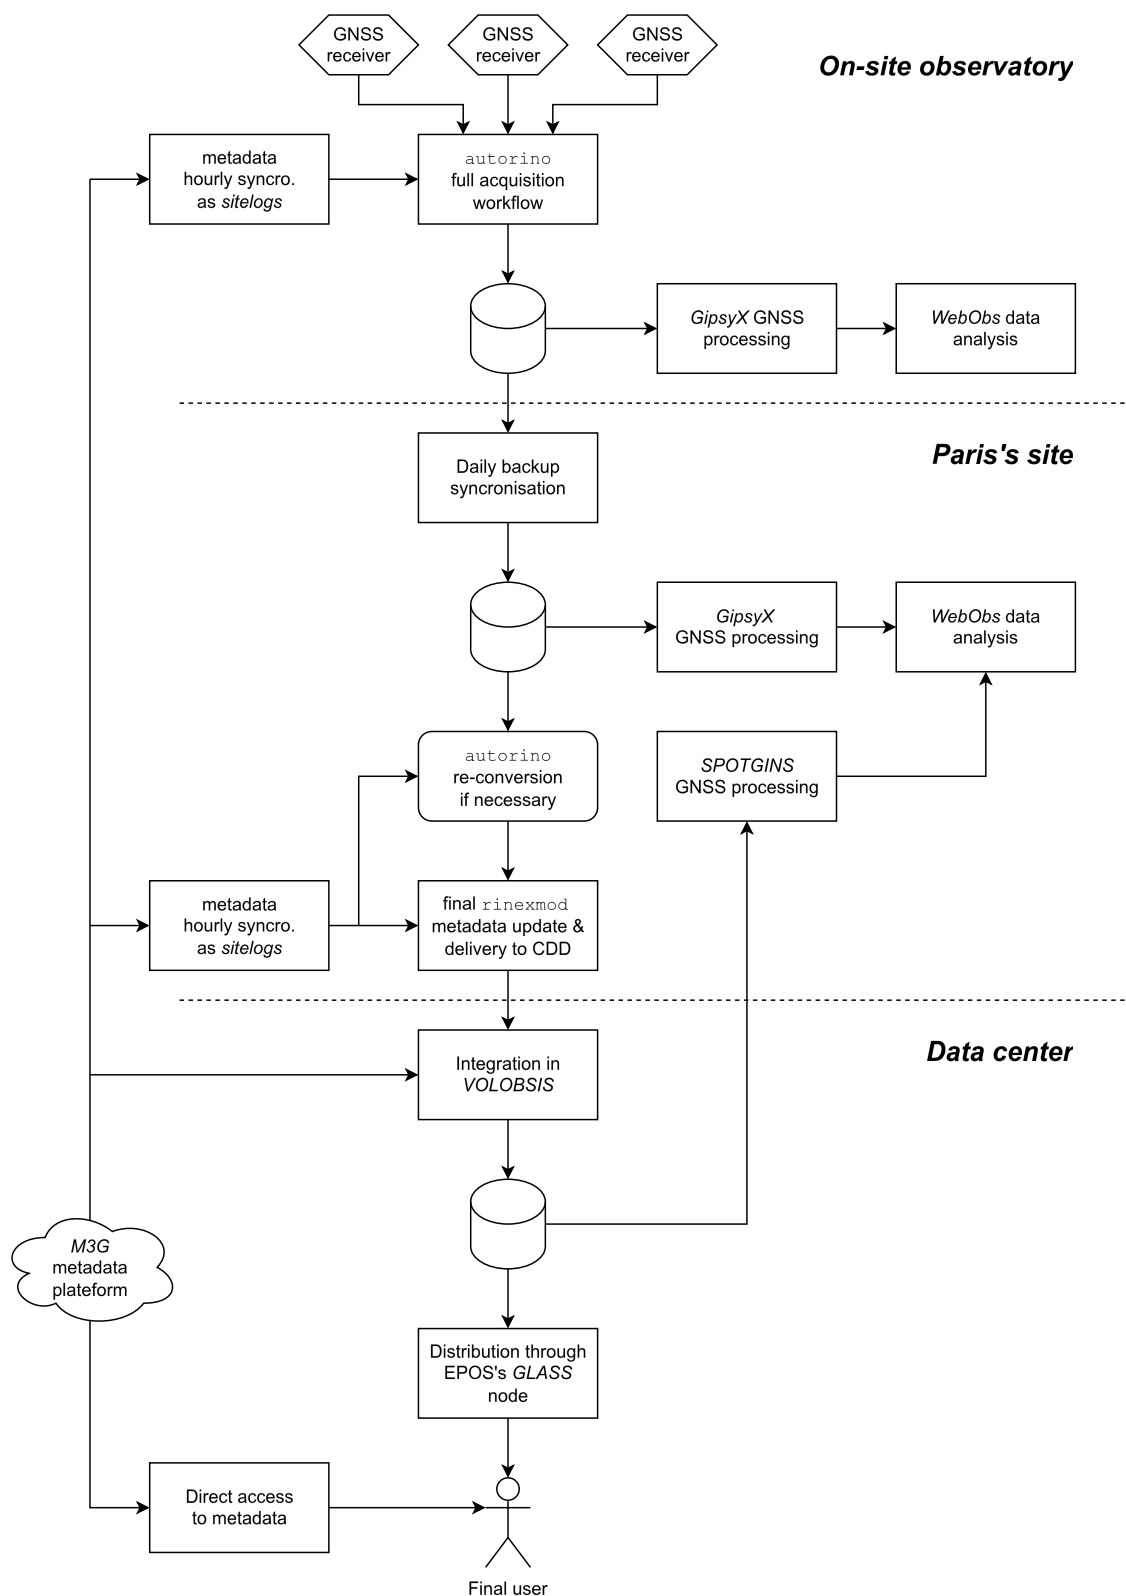 GNSS
receiver
GNSS
receiver
GNSS
receiver
On-site observatory
metadata
hourly syncro.
as sitelogs
autorino
full acquisition
workflow
GipsyX GNSS
processing
WebObs data
analysis
Paris's site
Daily backup
syncronisation
GipsyX
GNSS processing
WebObs data
analysis
autorino
re-conversion
if necessary
SPOTGINS
GNSS processing
metadata
hourly syncro.
as sitelogs
final rinexmod
metadata update &
delivery to CDD
Data center
Integration in
VOLOBSIS
M3G
metadata
plateform
Distribution through
EPOS's GLASS
node
Direct access
to metadata
Final user